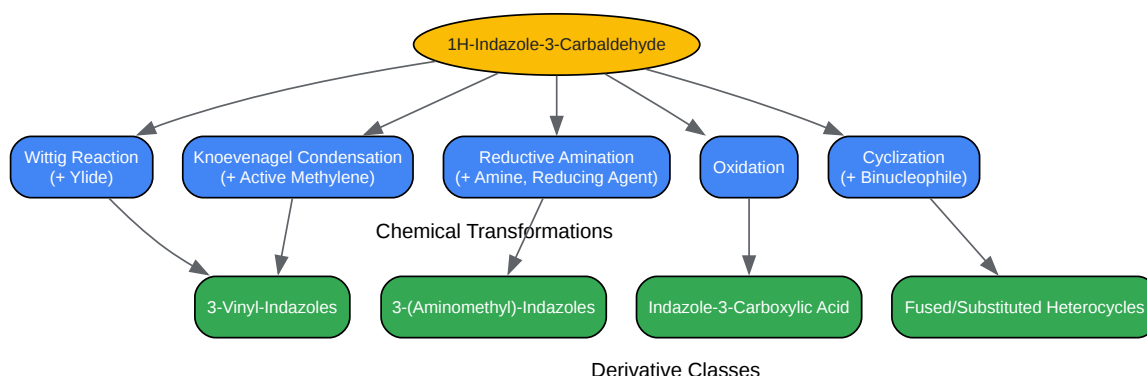 1H-Indazole-3-Carbaldehyde
Wittig Reaction
(+ Ylide)
Knoevenagel Condensation
(+ Active Methylene)
Reductive Amination
(+ Amine, Reducing Agent)
Oxidation
Cyclization
(+ Binucleophile)
Chemical Transformations
3-Vinyl-Indazoles
3-(Aminomethyl)-Indazoles
Indazole-3-Carboxylic Acid
Fused/Substituted Heterocycles
Derivative Classes